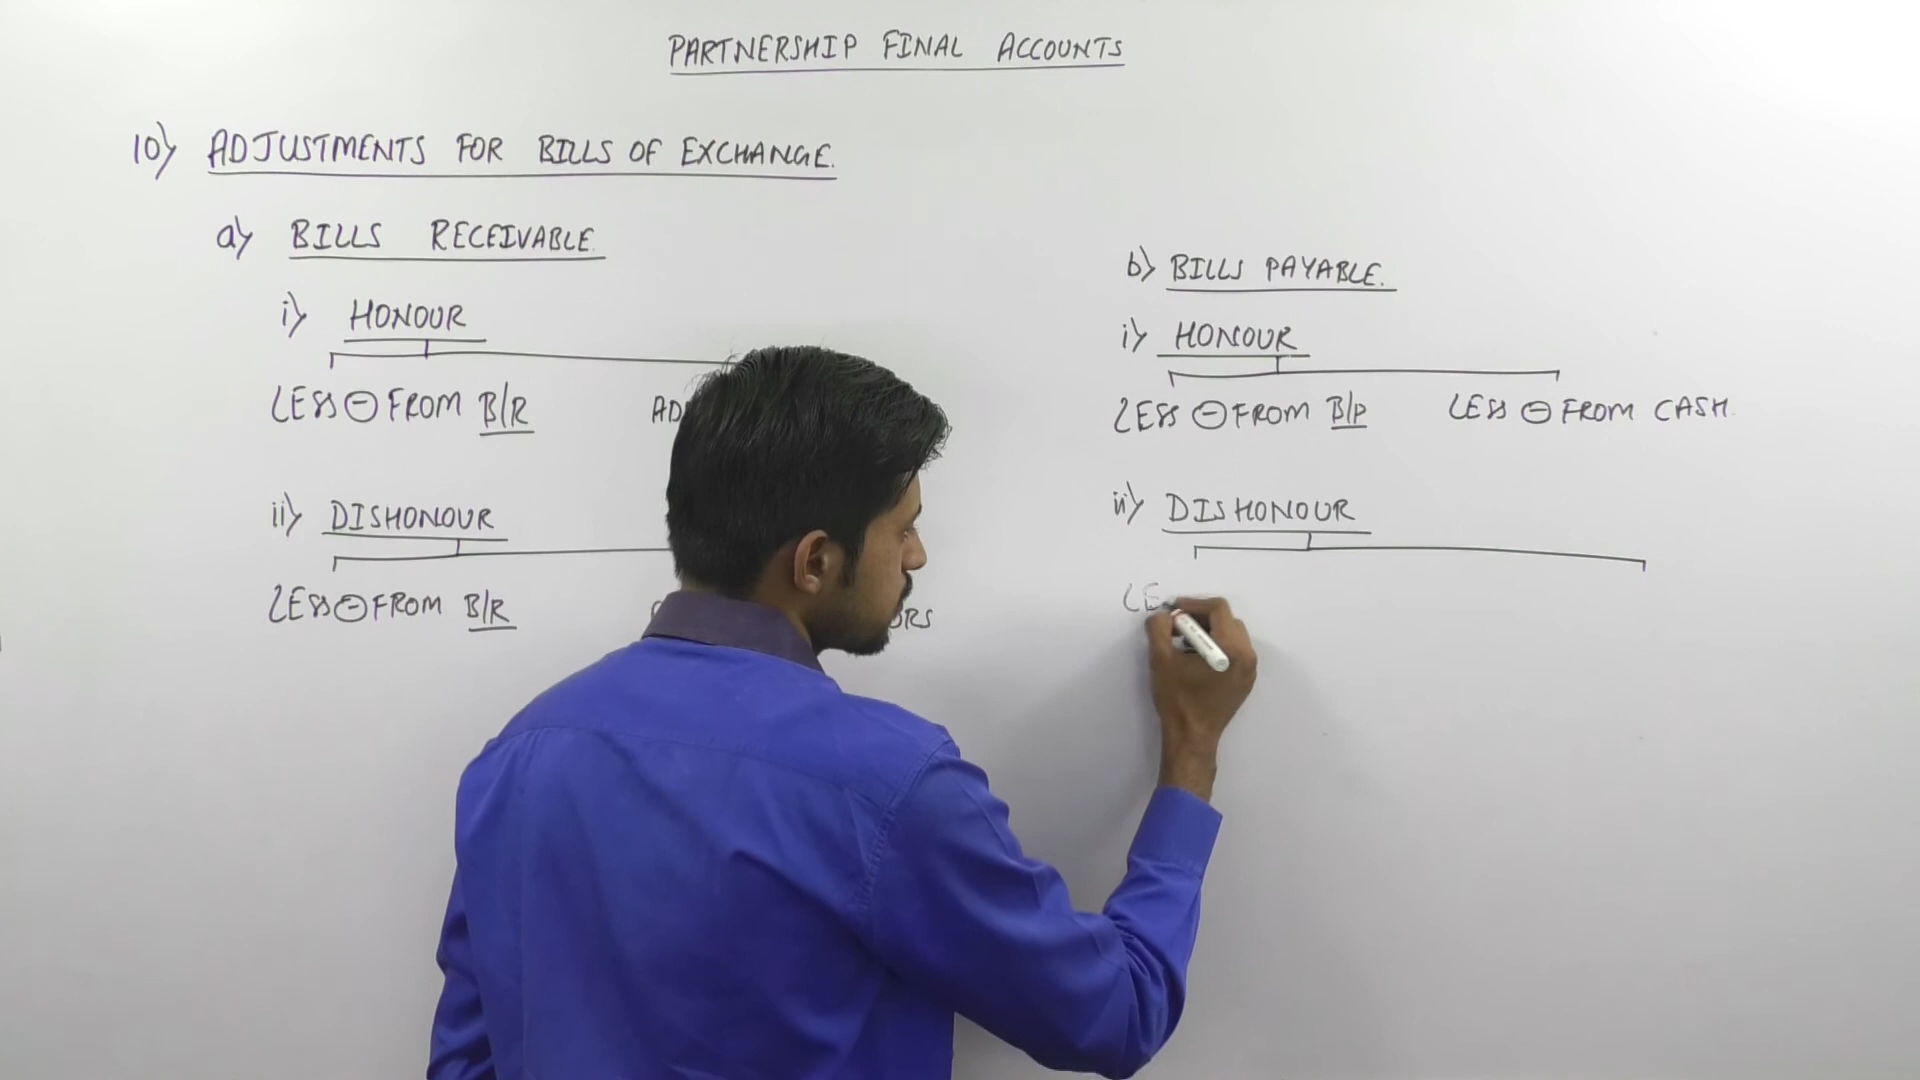 PARTNERSHIP FINAL ACCOUNTS
10) ADJUSTMENTS FOR BILLS OF EXCHANGE.
a) BILLS RECEIVABLE.
i) HONOUR
LESS ⊖ FROM B/R
ii) DISHONOUR
LESS ⊖ FROM B/R
b) BILLS PAYABLE.
i) HONOUR
LESS ⊖ FROM B/P LESS ⊖ FROM CASH.
ii) DISHONOUR